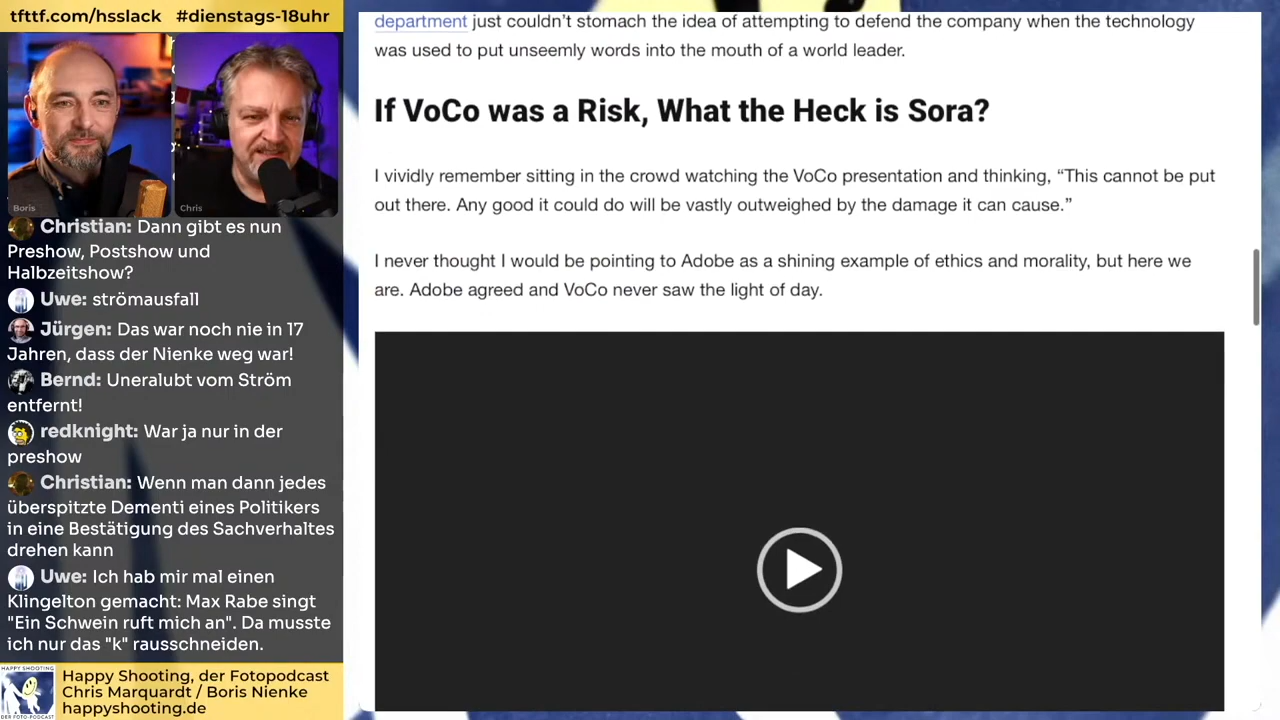 tfttf.com/hsslack #dienstags-18uhr
Boris
Chris
Christian: Dann gibt es nun
Preshow, Postshow und
Halbzeitshow?
Uwe: strömausfall
Jürgen: Das war noch nie in 17
Jahren, dass der Nienke weg war!
Bernd: Uneralubt vom Ström
entfernt!
redknight: War ja nur in der
preshow
Christian: Wenn man dann jedes
überspitzte Dementi eines Politikers
in eine Bestätigung des Sachverhaltes
drehen kann
Uwe: Ich hab mir mal einen
Klingelton gemacht: Max Rabe singt
"Ein Schwein ruft mich an". Da musste
ich nur das "k" rausschneiden.
HAPPY SHOOTING
DER FOTO-PODCAST
Happy Shooting, der Fotopodcast
Chris Marquardt / Boris Nienke
happyshooting.de
department just couldn’t stomach the idea of attempting to defend the company when the technology
was used to put unseemly words into the mouth of a world leader.
If VoCo was a Risk, What the Heck is Sora?
I vividly remember sitting in the crowd watching the VoCo presentation and thinking, “This cannot be put
out there. Any good it could do will be vastly outweighed by the damage it can cause.”
I never thought I would be pointing to Adobe as a shining example of ethics and morality, but here we
are. Adobe agreed and VoCo never saw the light of day.